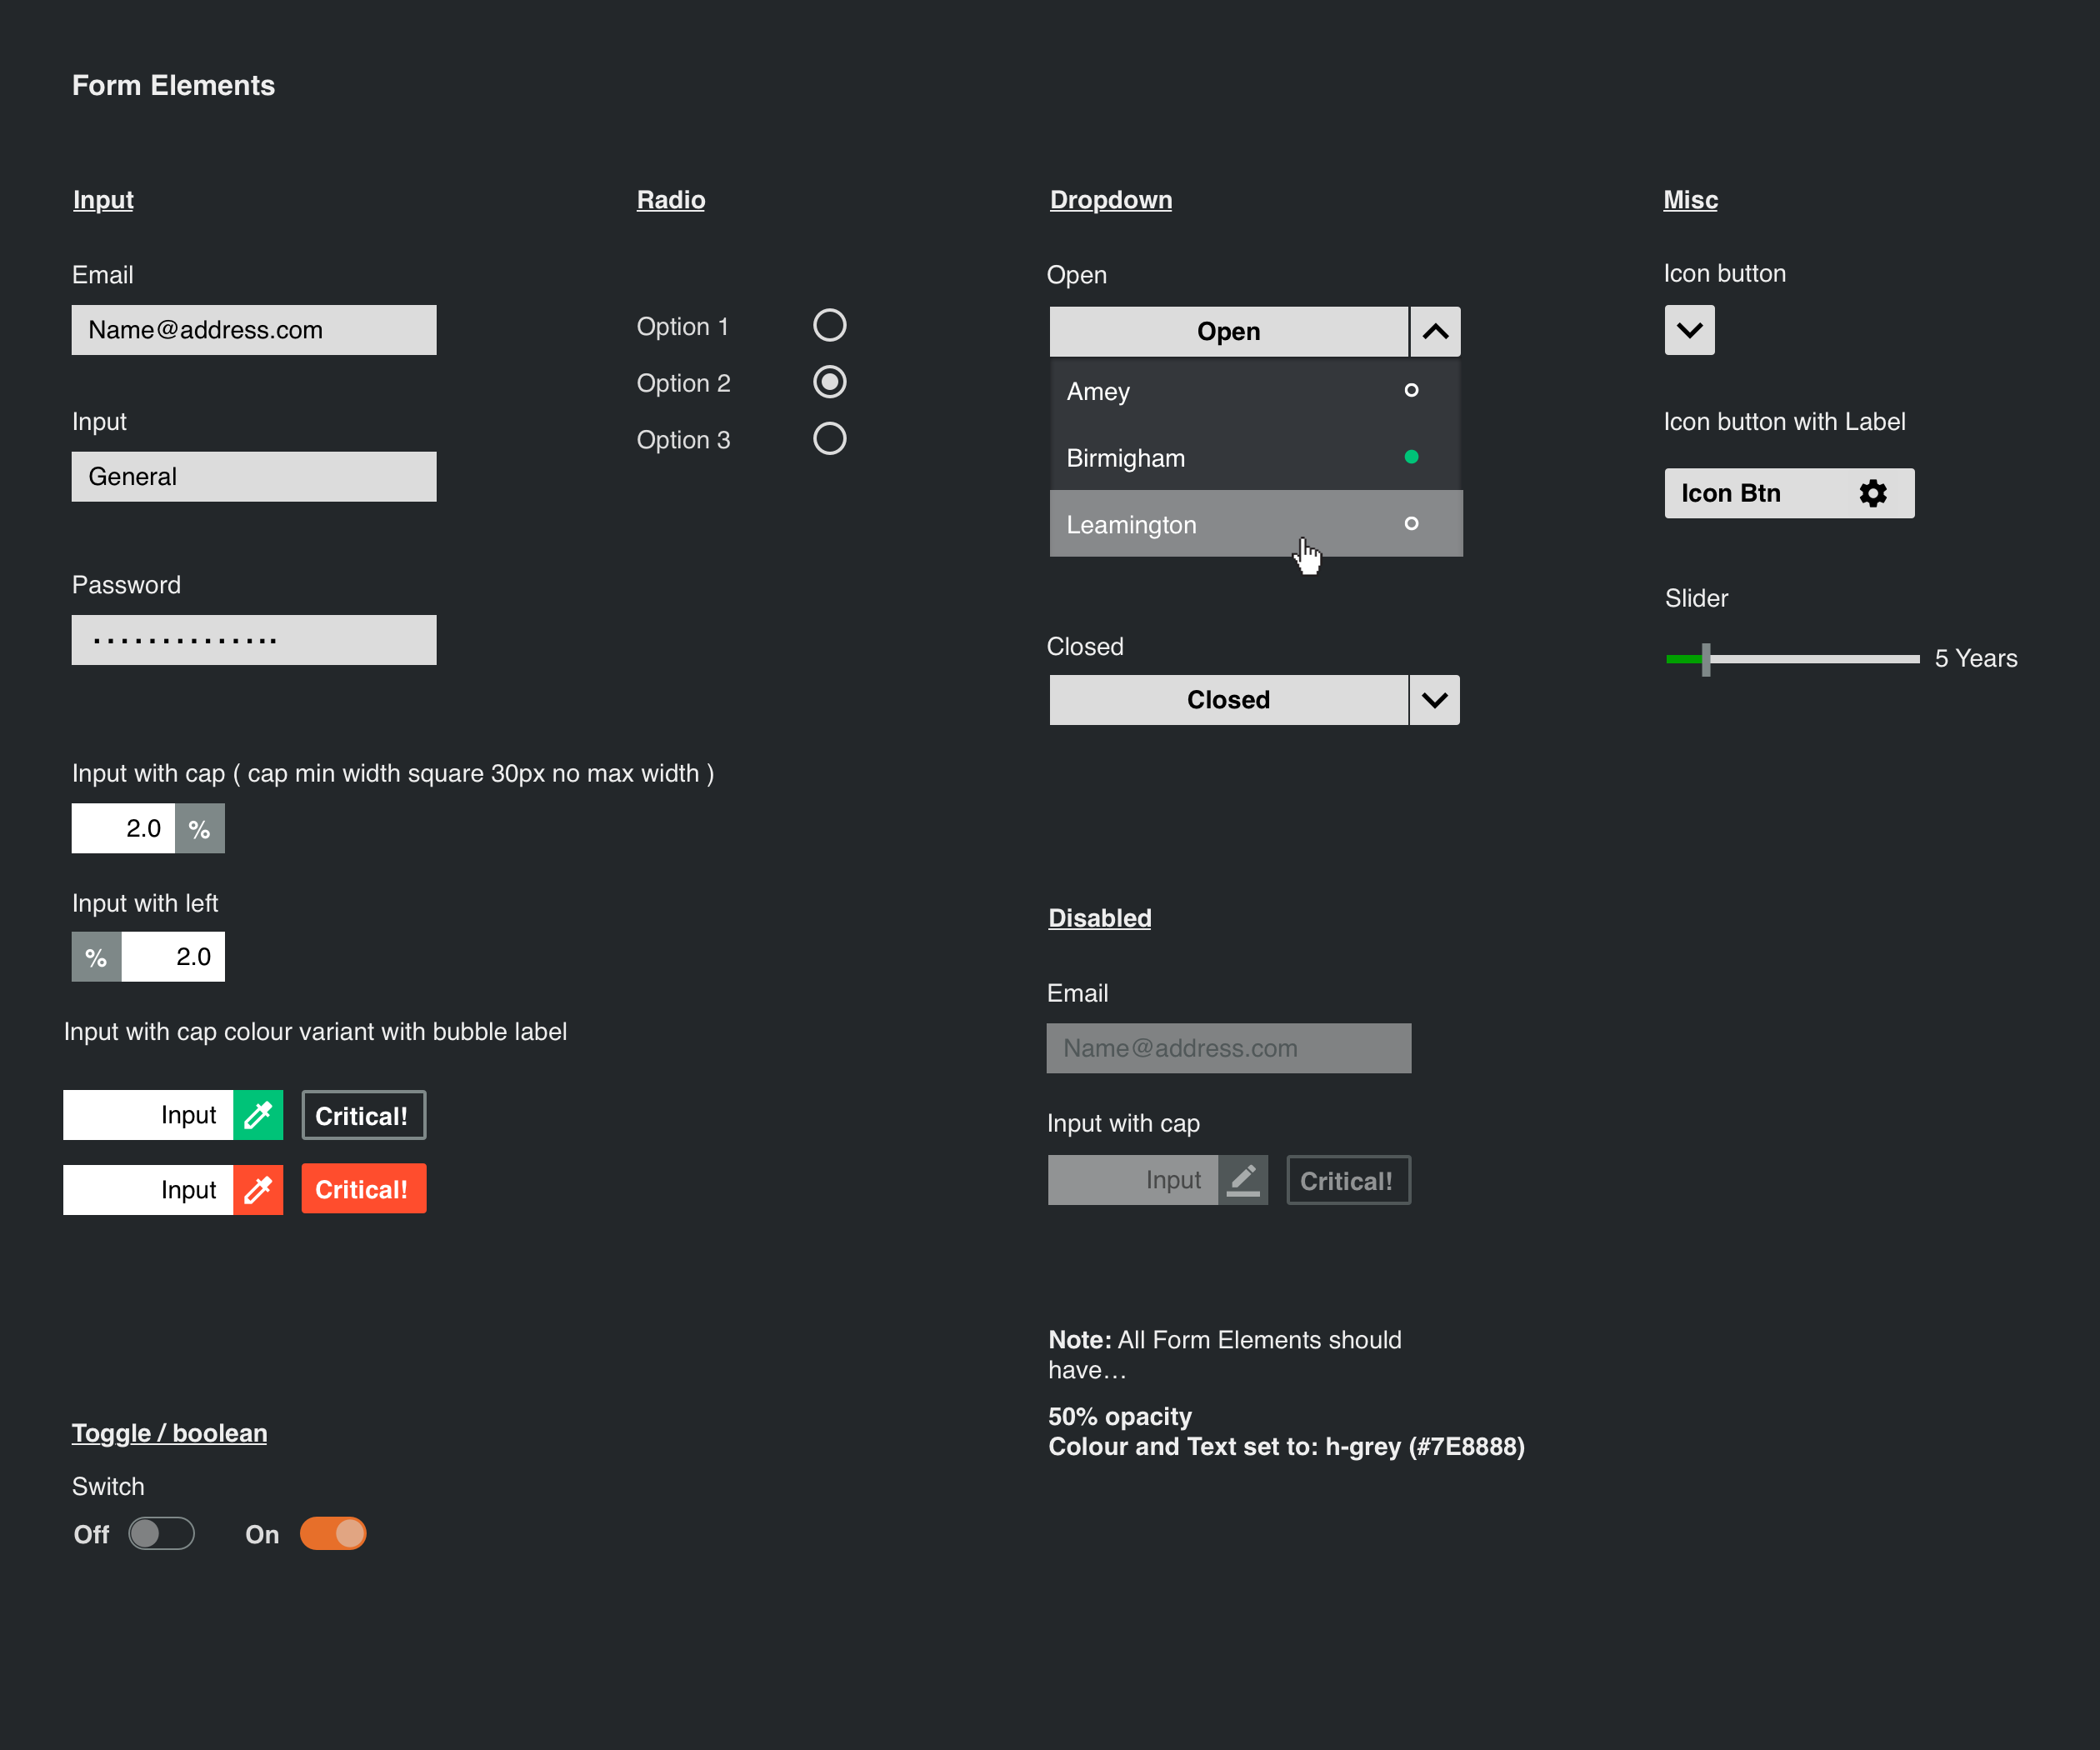 Form Elements
Input
Email
Name@address.com
Input
General
Password
Input with cap ( cap min width square 30px no max width )
2.0 %
Input with left
% 2.0
Input with cap colour variant with bubble label
Input
Critical!
Input
Critical!
Toggle / boolean
Switch
Off
On
Radio
Option 1
Option 2
Option 3
Dropdown
Open
Open
Amey
Birmigham
Leamington
Closed
Closed
Disabled
Email
Name@address.com
Input with cap
Input
Critical!
Note: All Form Elements should
have…
50% opacity
Colour and Text set to: h-grey (#7E8888)
Misc
Icon button
Icon button with Label
Icon Btn
Slider
5 Years